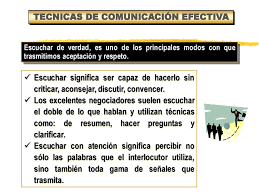 TECNICAS DE COMUNICACIÓN EFECTIVA
Escuchar de verdad, es uno de los principales modos con que
trasmitimos aceptación y respeto.
✓ Escuchar significa ser capaz de hacerlo sin
criticar, aconsejar, discutir, convencer.
✓ Los excelentes negociadores suelen escuchar
el doble de lo que hablan y utilizan técnicas
como: de resumen, hacer preguntas y
clarificar.
✓ Escuchar con atención significa percibir no
sólo las palabras que el interlocutor utiliza,
sino también toda gama de señales que
trasmita.